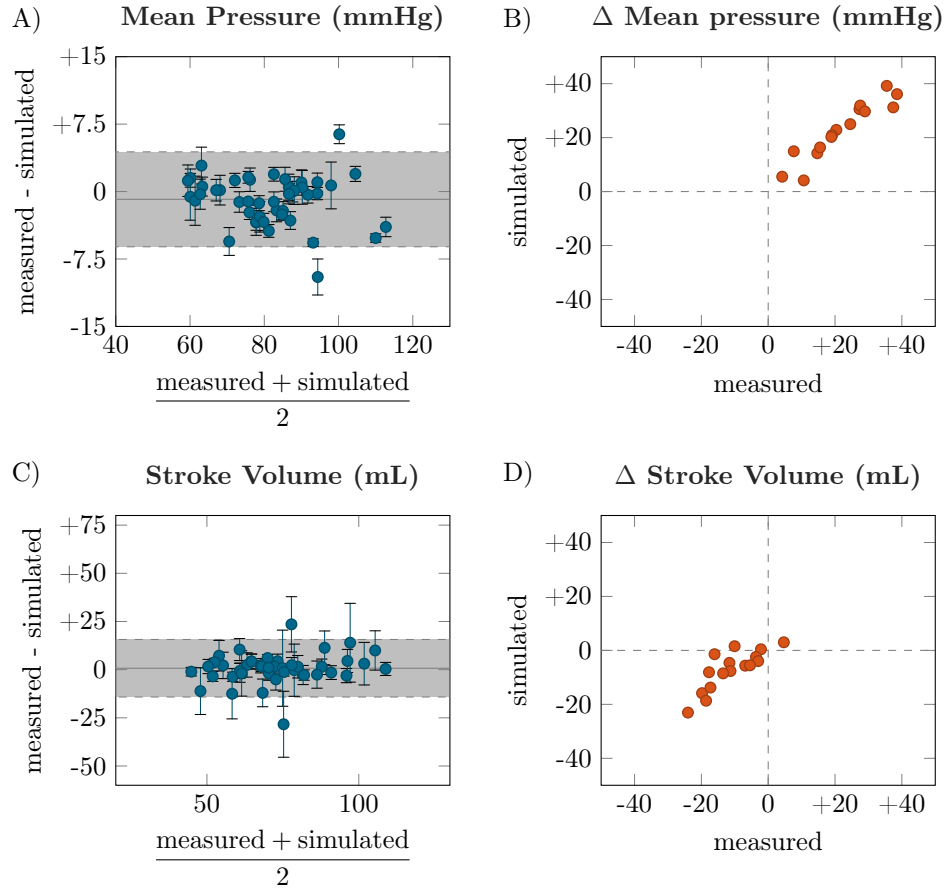 A) Mean Pressure (mmHg)
measured - simulated
+15
+7.5
0
-7.5
-15
40 60 80 100 120
measured + simulated
2
B) Δ Mean pressure (mmHg)
simulated
+40
+20
0
-20
-40
-40 -20 0 +20 +40
measured
C) Stroke Volume (mL)
measured - simulated
+75
+50
+25
0
-25
-50
50 100
measured + simulated
2
D) Δ Stroke Volume (mL)
simulated
+40
+20
0
-20
-40
-40 -20 0 +20 +40
measured